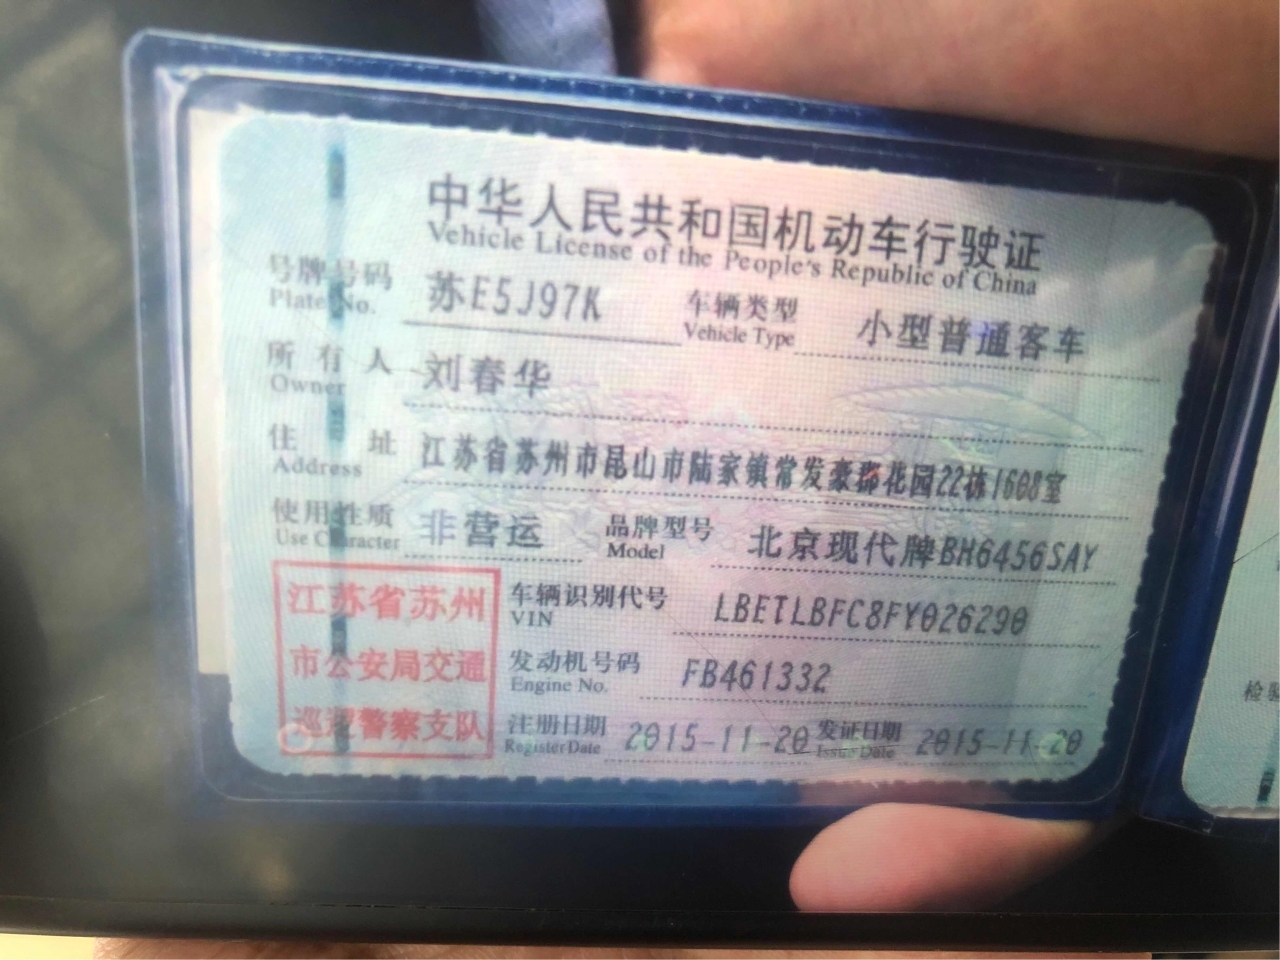 中华人民共和国机动车行驶证
Vehicle License of the People's Republic of China
号牌号码 苏E5J97K 车辆类型 小型普通客车
Plate No. Vehicle Type
所有人 刘春华
Owner
住址 江苏省苏州市昆山市陆家镇常发豪郡花园22栋1608室
Address
使用性质 非营运 品牌型号 北京现代牌BH6456SAY
Use Character Model
车辆识别代号 LBETLBFC8FY026290
VIN
发动机号码 FB461332
Engine No.
注册日期 2015-11-20 发证日期 2015-11-20
Register Date Issue Date
江苏省苏州
市公安局交通
巡逻警察支队
检验